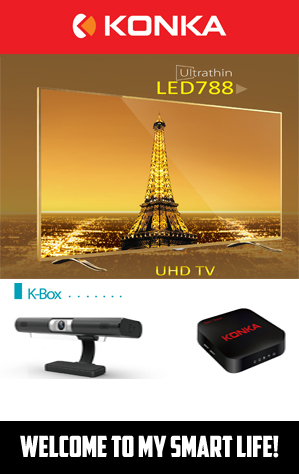 KONKA
Ultrathin
LED788
UHD TV
K-Box .......
KONKA
WELCOME TO MY SMART LIFE!